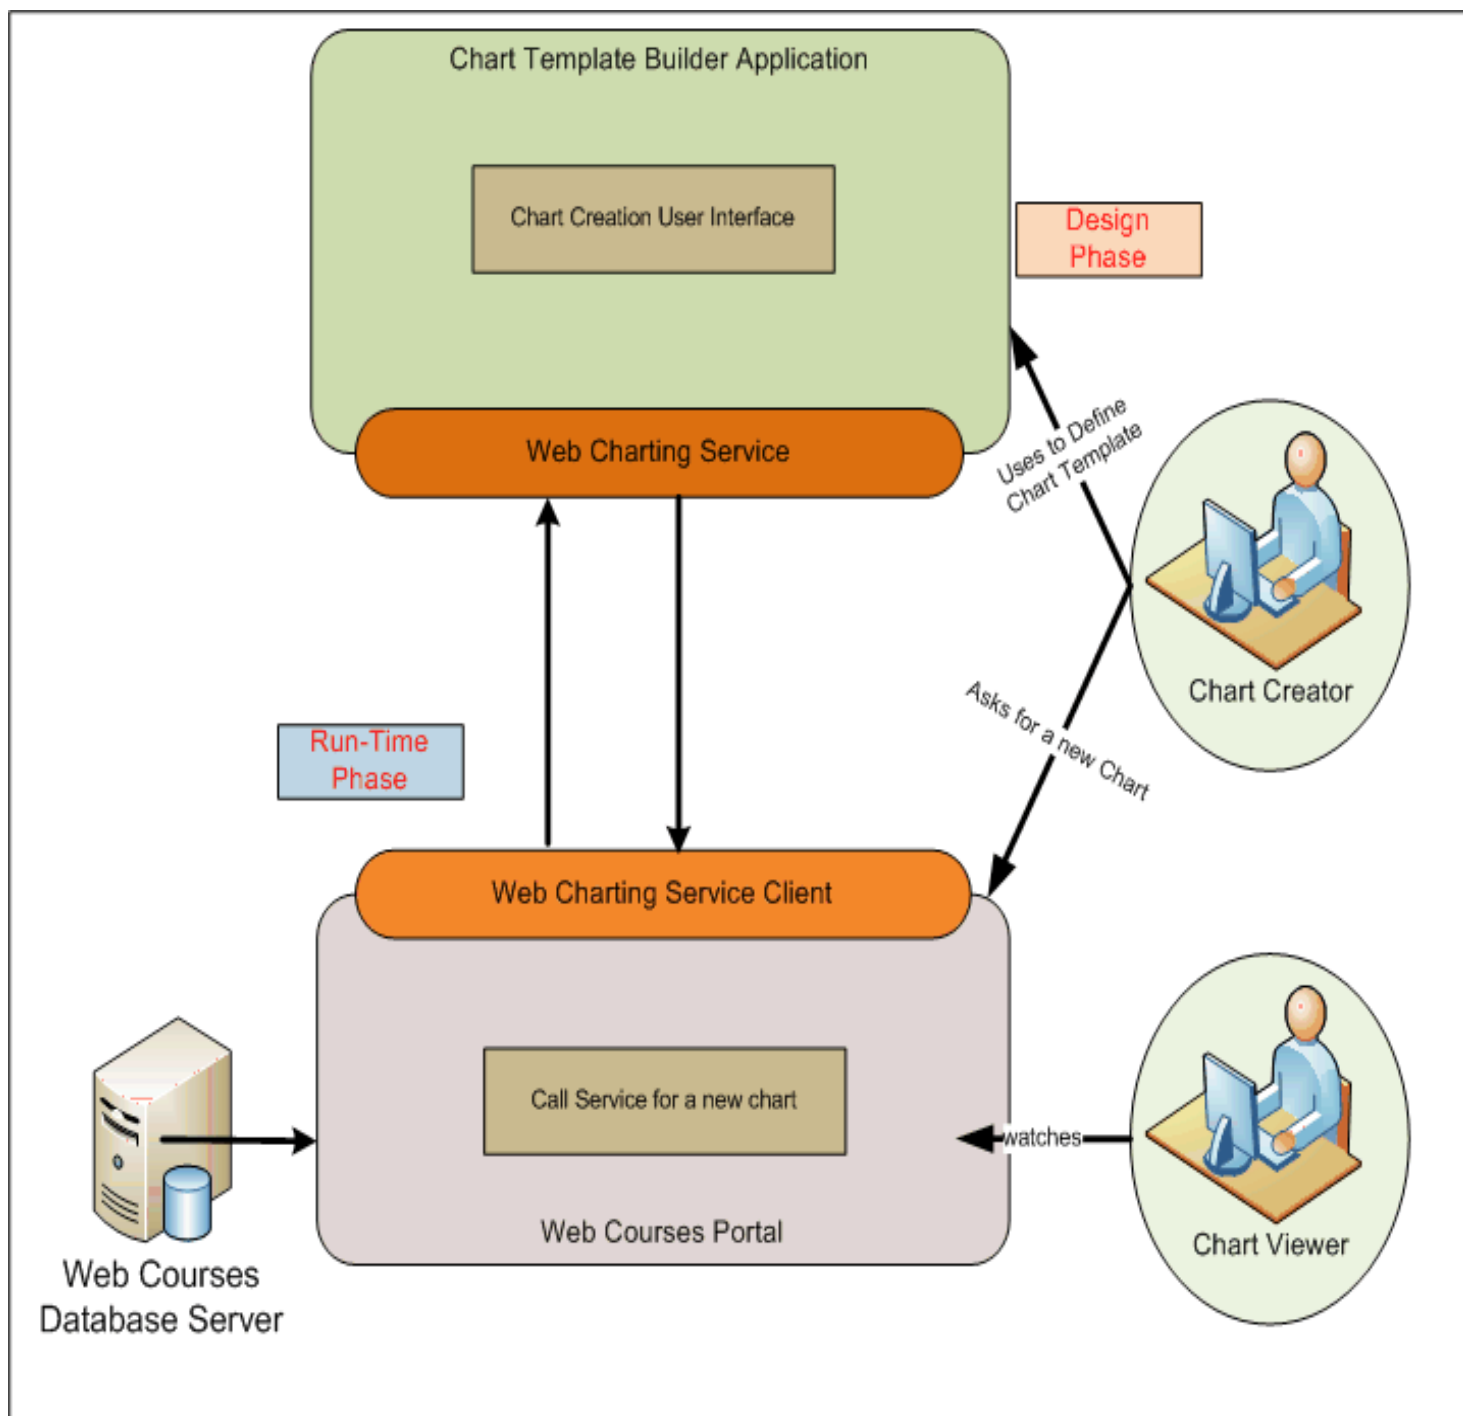 Chart Template Builder Application
Chart Creation User Interface
Design
Phase
Uses to Define
Chart Template
Web Charting Service
Chart Creator
Asks for a new Chart
Run-Time
Phase
Web Charting Service Client
Call Service for a new chart
watches
Web Courses Portal
Chart Viewer
Web Courses
Database Server